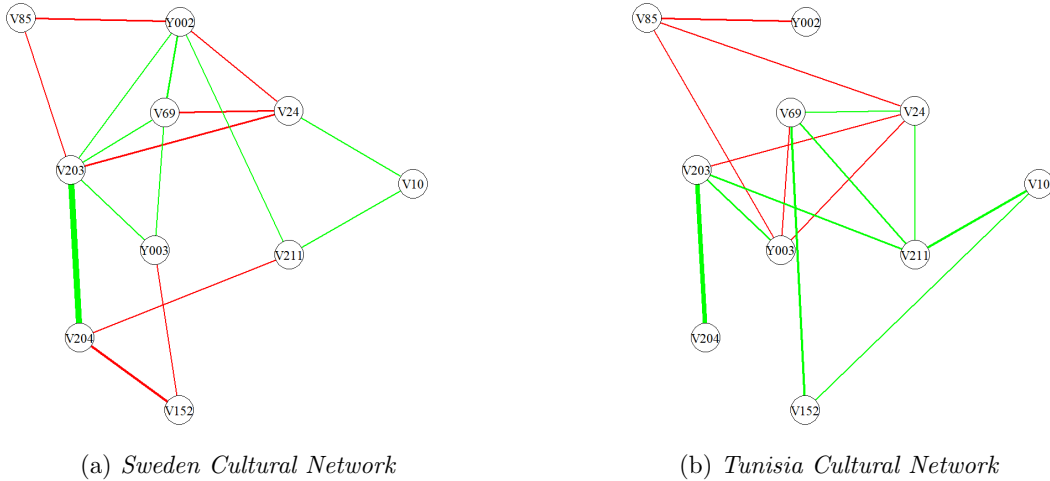 V85
Y002
V69
V24
V203
V10
Y003
V211
V204
V152
(a) Sweden Cultural Network
V85
Y002
V69
V24
V203
V10
Y003
V211
V204
V152
(b) Tunisia Cultural Network